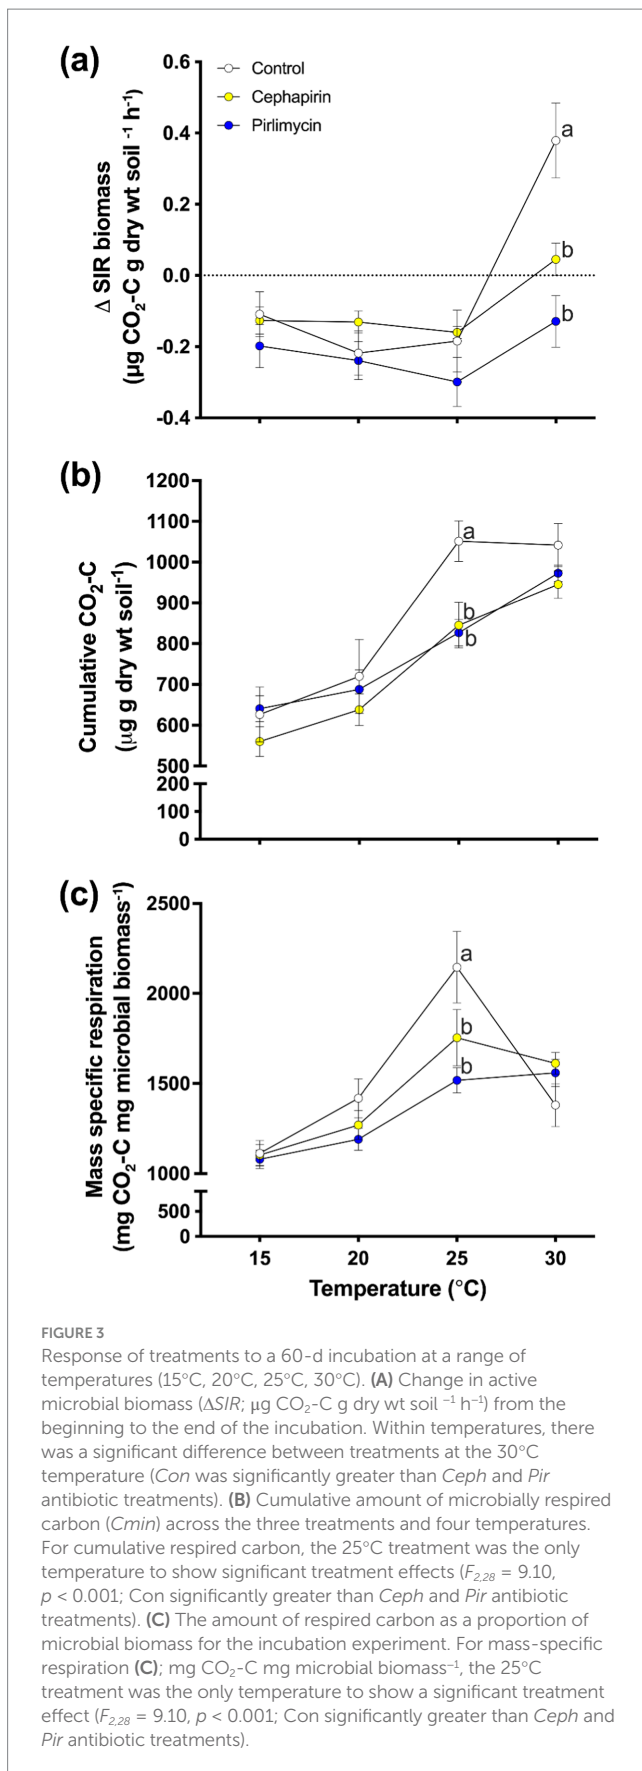 (a)
Control
Cephapirin
Pirlimycin
Δ SIR biomass
(µg CO₂-C g dry wt soil ⁻¹ h⁻¹)
0.6
0.4
0.2
0.0
-0.2
-0.4
a
b
b
(b)
Cumulative CO₂-C
(µg g dry wt soil⁻¹)
1200
1100
1000
900
800
700
600
500
200
100
0
a
b
b
(c)
Mass specific respiration
(mg CO₂-C mg microbial biomass⁻¹)
2500
2000
1500
1000
500
0
a
b
b
15 20 25 30
Temperature (°C)
FIGURE 3
Response of treatments to a 60-d incubation at a range of
temperatures (15°C, 20°C, 25°C, 30°C). (A) Change in active
microbial biomass (ΔSIR; µg CO₂-C g dry wt soil ⁻¹ h⁻¹) from the
beginning to the end of the incubation. Within temperatures, there
was a significant difference between treatments at the 30°C
temperature (Con was significantly greater than Ceph and Pir
antibiotic treatments). (B) Cumulative amount of microbially respired
carbon (Cmin) across the three treatments and four temperatures.
For cumulative respired carbon, the 25°C treatment was the only
temperature to show significant treatment effects (F₂,₂₈ = 9.10,
p < 0.001; Con significantly greater than Ceph and Pir antibiotic
treatments). (C) The amount of respired carbon as a proportion of
microbial biomass for the incubation experiment. For mass-specific
respiration (C); mg CO₂-C mg microbial biomass⁻¹, the 25°C
treatment was the only temperature to show a significant treatment
effect (F₂,₂₈ = 9.10, p < 0.001; Con significantly greater than Ceph and
Pir antibiotic treatments).